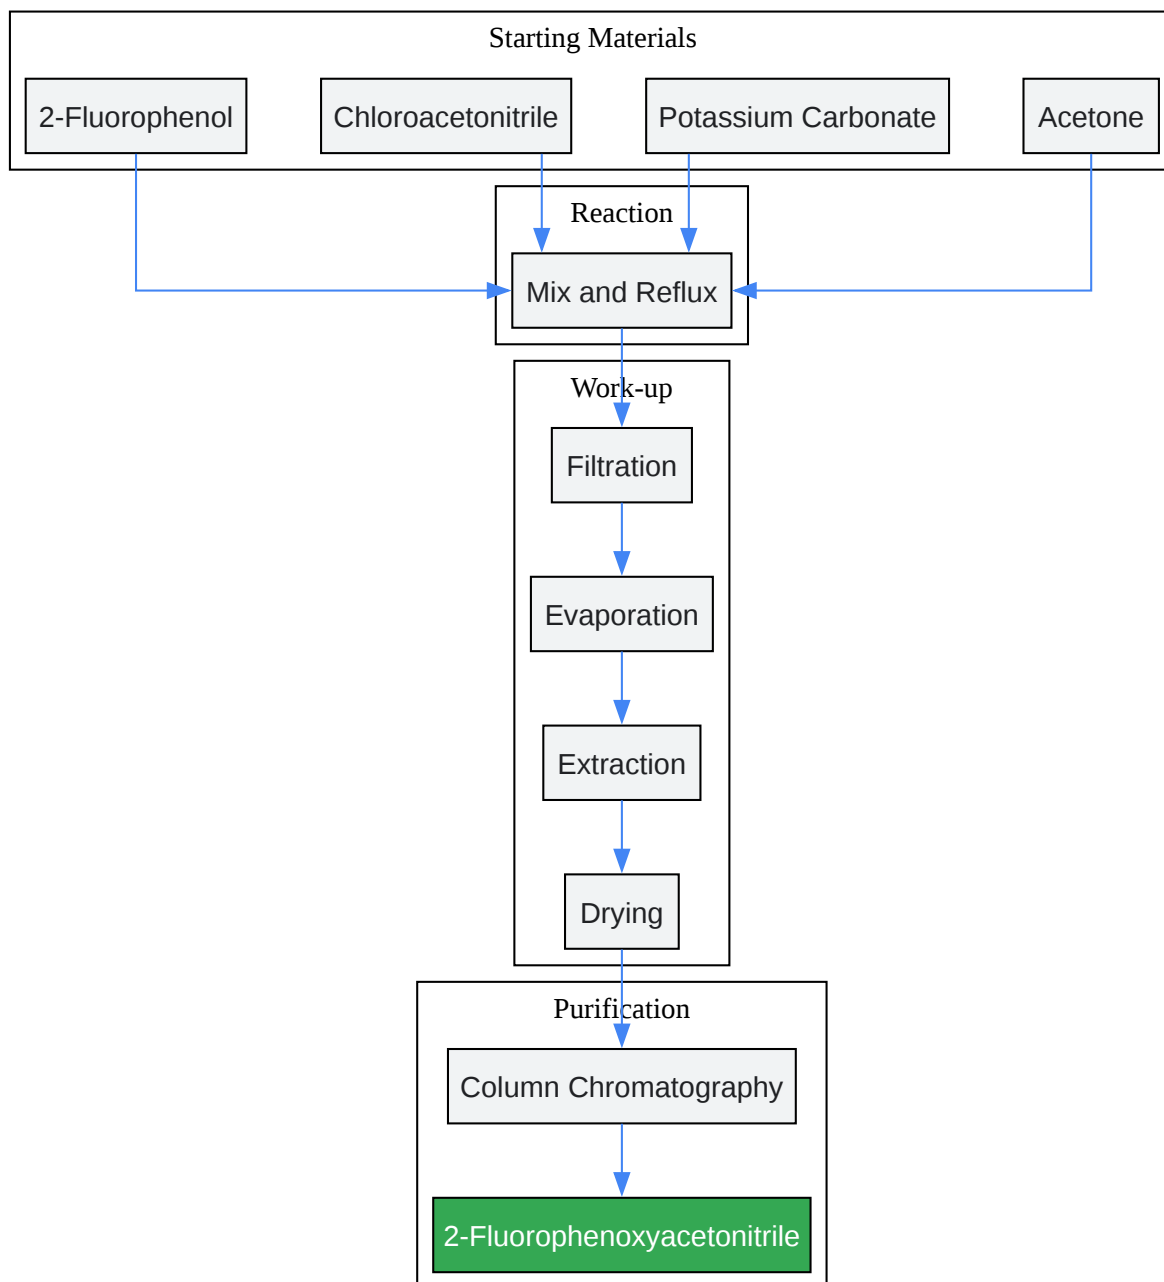 Starting Materials
2-Fluorophenol
Chloroacetonitrile
Potassium Carbonate
Acetone
Reaction
Mix and Reflux
Work-up
Filtration
Evaporation
Extraction
Drying
Purification
Column Chromatography
2-Fluorophenoxyacetonitrile